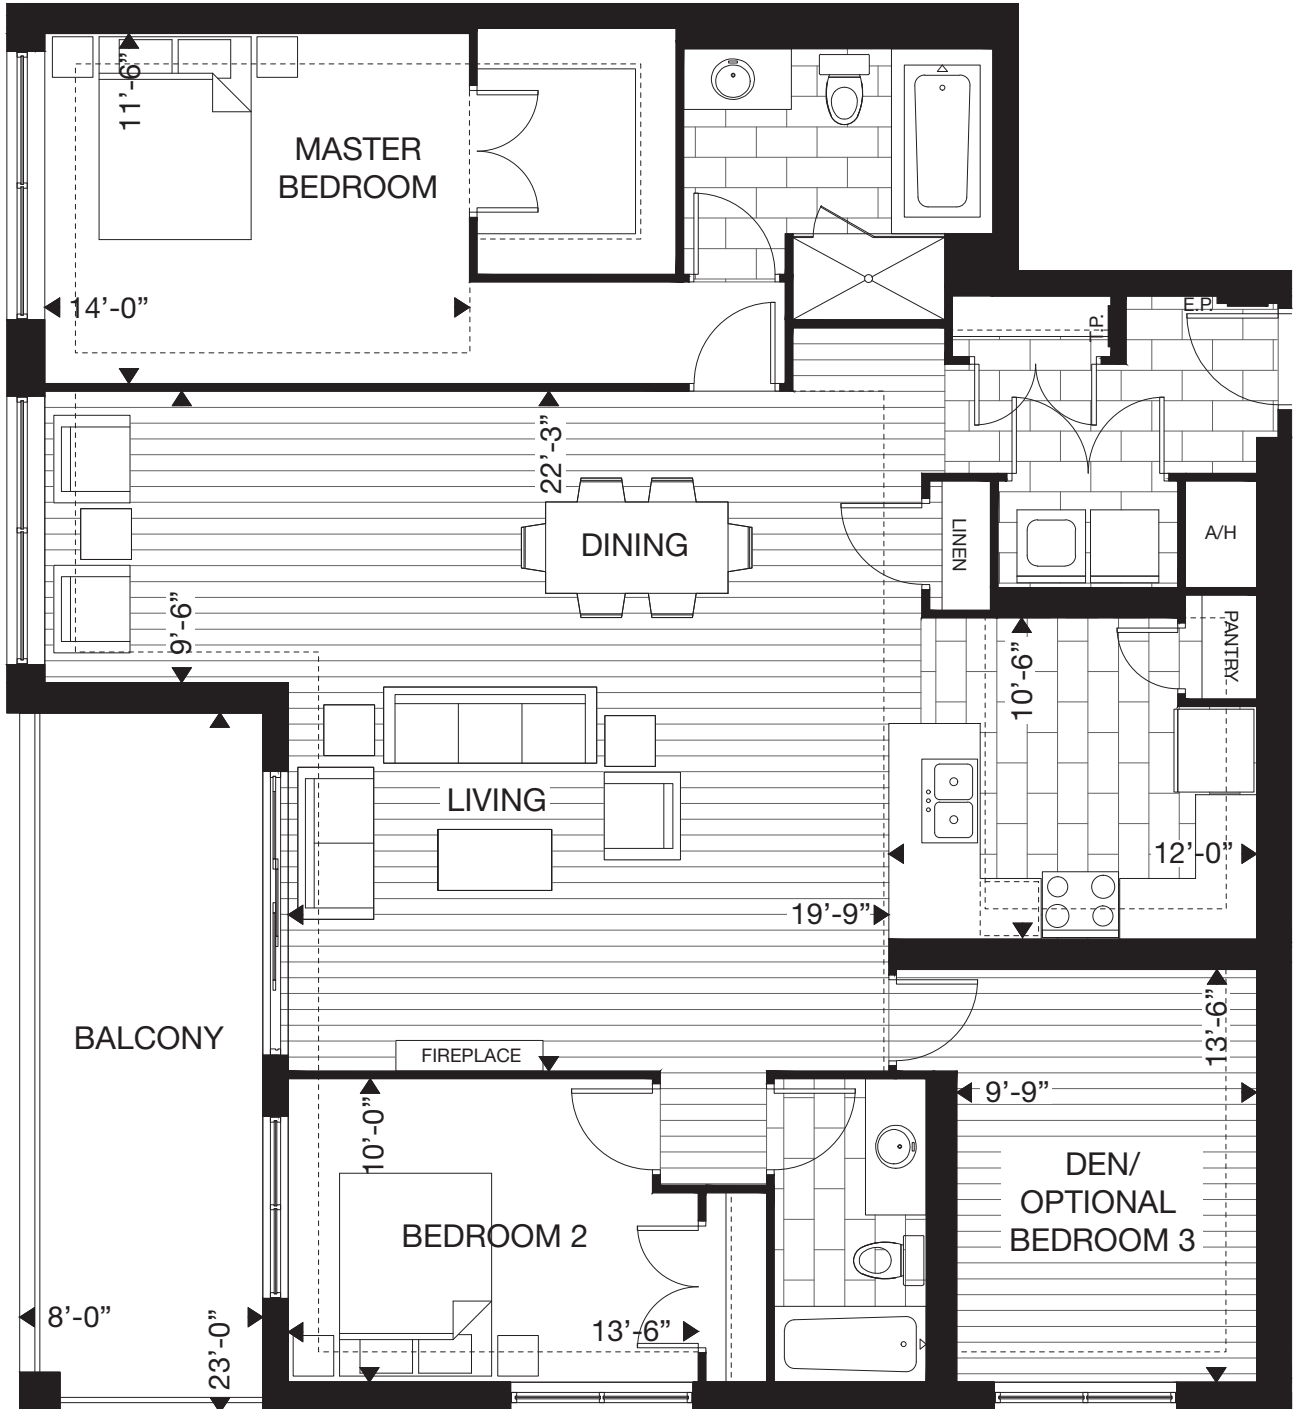 11’-6”
MASTER
BEDROOM
14’-0”
E.P.
T.P.
22’-3”
DINING
LINEN
A/H
9’-6”
PANTRY
10’-6”
LIVING
12’-0”
19’-9”
BALCONY
FIREPLACE
13’-6”
9’-9”
10’-0”
DEN/
OPTIONAL
BEDROOM 3
BEDROOM 2
8’-0”
23’-0”
13’-6”